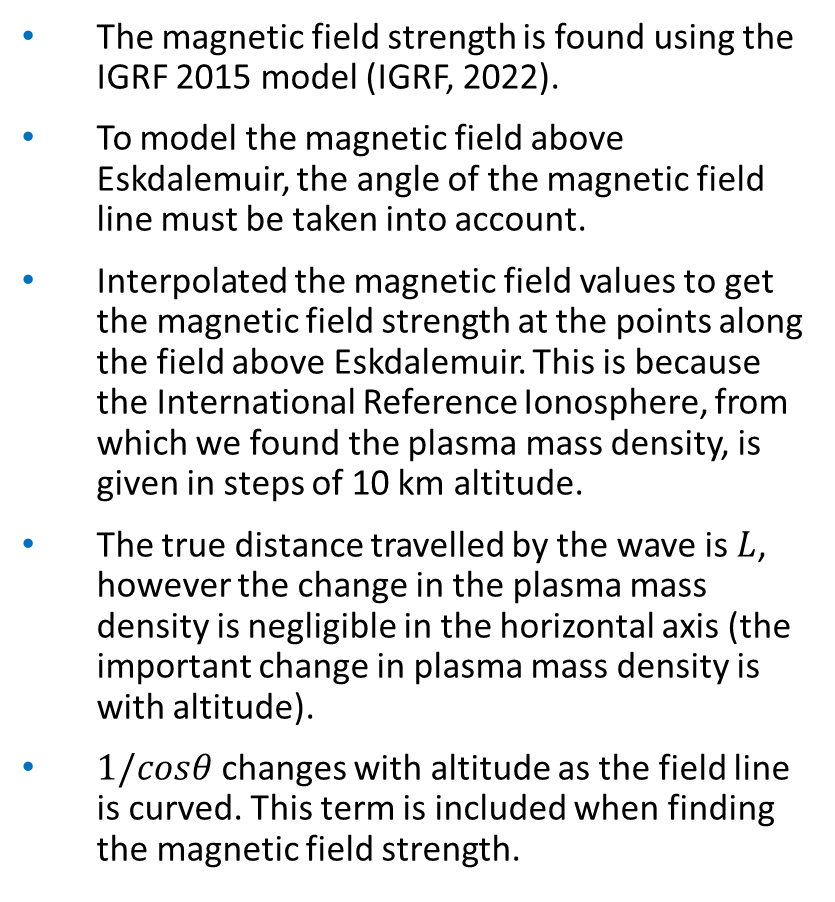 • The magnetic field strength is found using the
IGRF 2015 model (IGRF, 2022).
• To model the magnetic field above
Eskdalemuir, the angle of the magnetic field
line must be taken into account.
• Interpolated the magnetic field values to get
the magnetic field strength at the points along
the field above Eskdalemuir. This is because
the International Reference Ionosphere, from
which we found the plasma mass density, is
given in steps of 10 km altitude.
• The true distance travelled by the wave is L,
however the change in the plasma mass
density is negligible in the horizontal axis (the
important change in plasma mass density is
with altitude).
• 1/cosθ changes with altitude as the field line
is curved. This term is included when finding
the magnetic field strength.